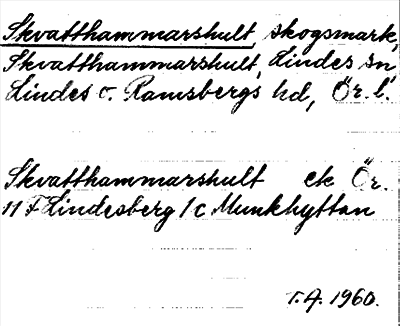 Skvatthammarshult, skogsmark,
Skvatthammarshult, Lindes sn
Lindes o. Ramsbergs hd, Ör. l.
Skvatthammarshult ek Ör.
11 F Lindesberg 1 c Munkhyttan
T.A. 1960.